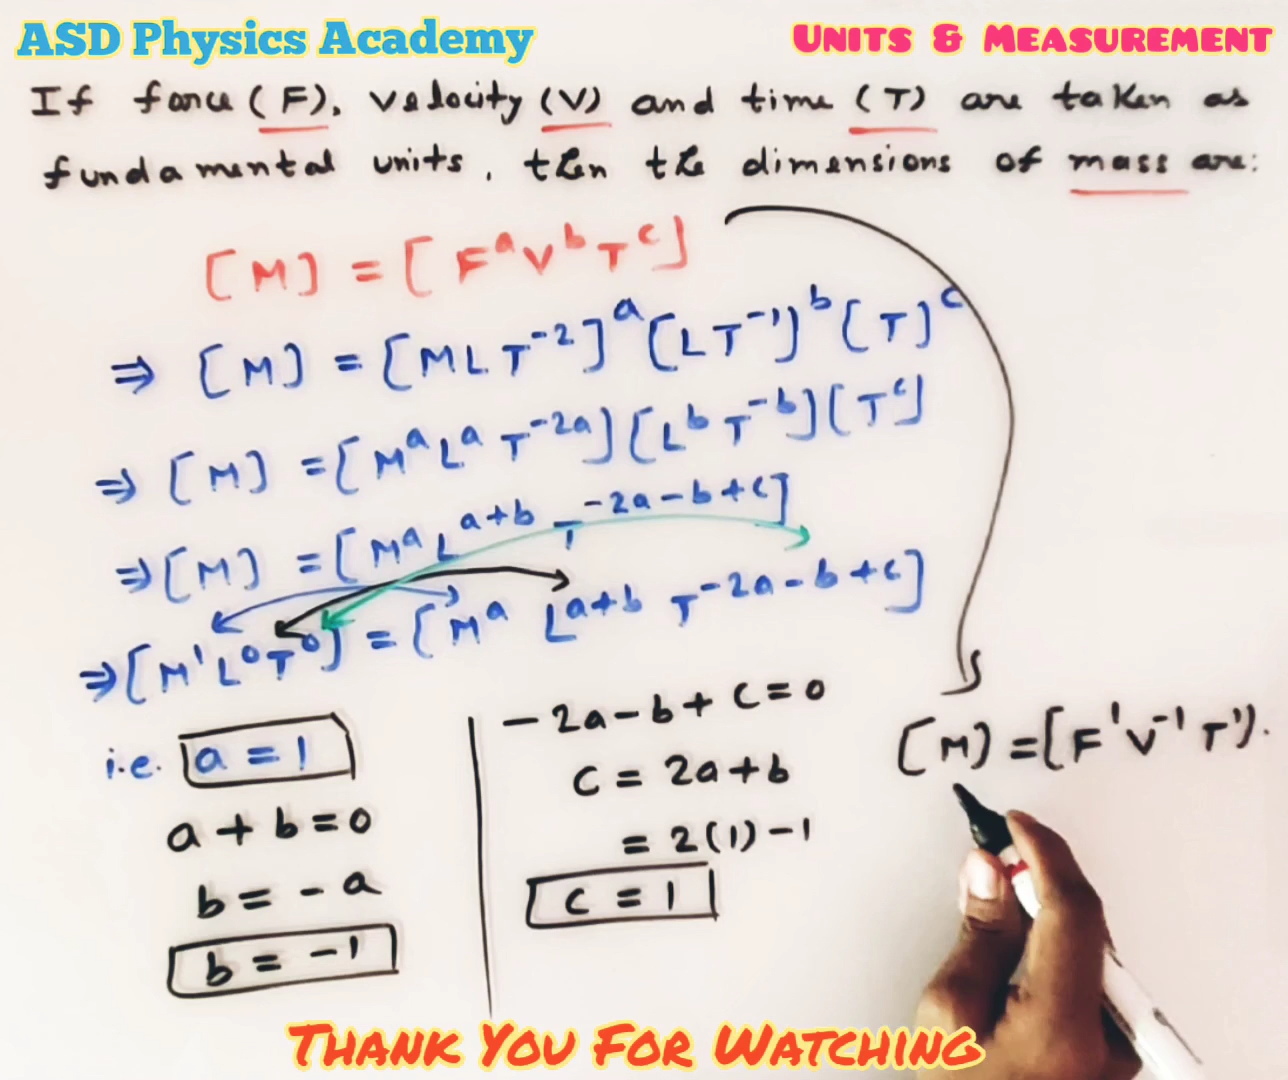 ASD Physics Academy
UNITS & MEASUREMENT
If force (F), velocity (V) and time (T) are taken as
fundamental units, then the dimensions of mass are:
[M] = [F^a V^b T^c]
⇒ [M] = [MLT^-2]^a [LT^-1]^b [T]^c
⇒ [M] = [M^a L^a T^-2a] [L^b T^-b] [T^c]
⇒ [M] = [M^a L^a+b T^-2a-b+c]
⇒ [M^1 L^0 T^0] = [M^a L^a+b T^-2a-b+c]
i.e. a = 1
a + b = 0
b = - a
b = -1
-2a-b+c=0
c = 2a+b
= 2(1)-1
c = 1
[M] = [F^1 V^-1 T^1].
THANK YOU FOR WATCHING